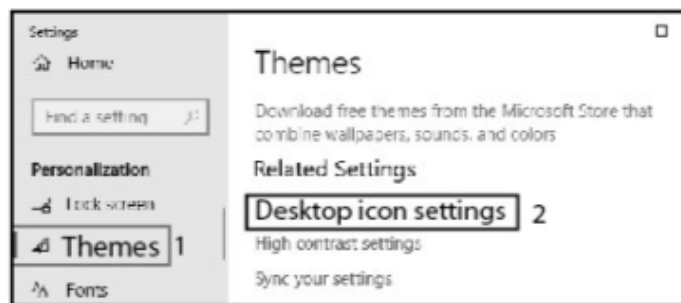 Settings
Home
Themes
Download free themes from the Microsoft Store that
combine wallpapers, sounds, and colors
Find a setting
Personalization
Related Settings
Lock screen
Desktop icon settings 2
Themes 1
High contrast settings
Fonts
Sync your settings